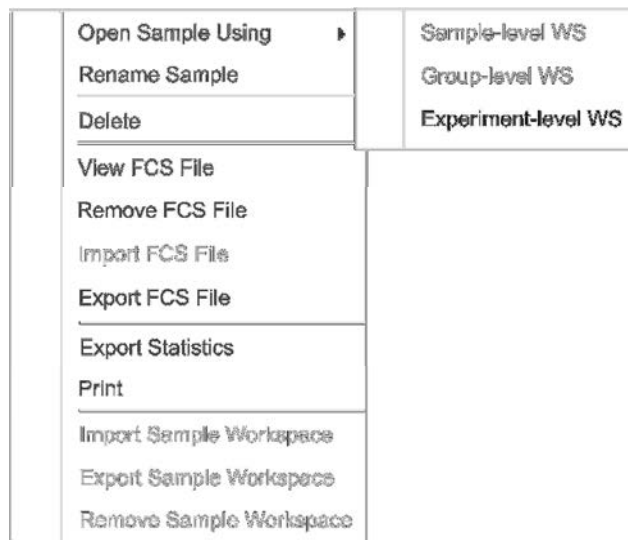 Open Sample Using
Rename Sample
Delete
View FCS File
Remove FCS File
Import FCS File
Export FCS File
Export Statistics
Print
Import Sample Workspace
Export Sample Workspace
Remove Sample Workspace
Sample-level WS
Group-level WS
Experiment-level WS